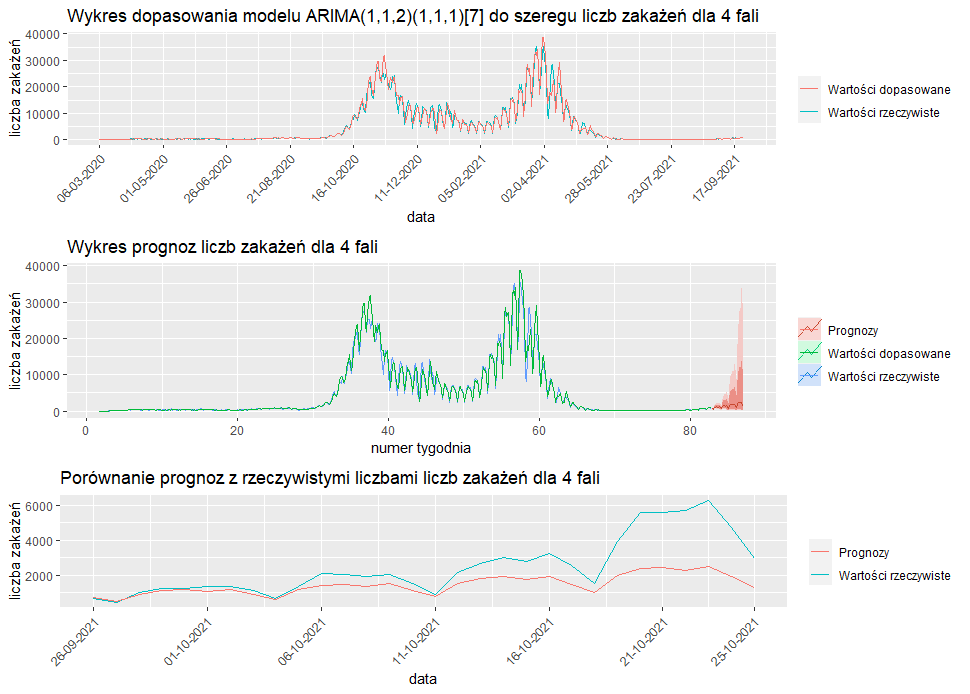 Wykres dopasowania modelu ARIMA(1,1,2)(1,1,1)[7] do szeregu liczb zakażeń dla 4 fali
liczba zakażeń
40000
30000
20000
10000
0
06-03-2020
01-05-2020
26-06-2020
21-08-2020
16-10-2020
11-12-2020
05-02-2021
02-04-2021
28-05-2021
23-07-2021
17-09-2021
data
Wartości dopasowane
Wartości rzeczywiste
Wykres prognoz liczb zakażeń dla 4 fali
liczba zakażeń
40000
30000
20000
10000
0
0
20
40
60
80
numer tygodnia
Prognozy
Wartości dopasowane
Wartości rzeczywiste
Porównanie prognoz z rzeczywistymi liczbami liczb zakażeń dla 4 fali
liczba zakażeń
6000
4000
2000
26-09-2021
01-10-2021
06-10-2021
11-10-2021
16-10-2021
21-10-2021
25-10-2021
data
Prognozy
Wartości rzeczywiste